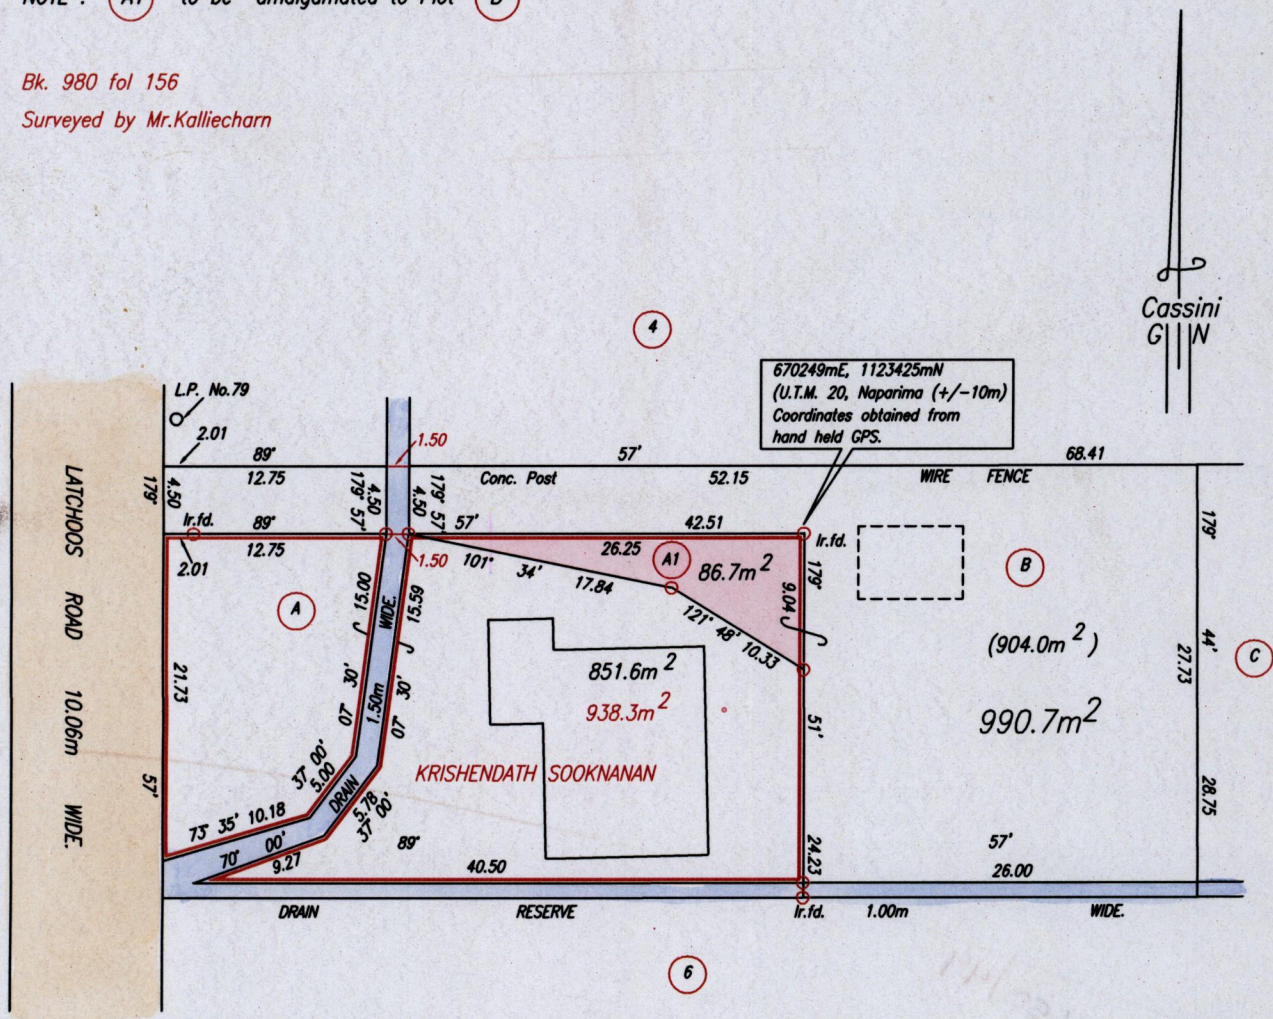 NOTE : A1 to be amalgamated to Plot B
Bk. 980 fol 156
Surveyed by Mr.Kalliecharn
Cassini
G N
4
670249mE, 1123425mN
(U.T.M. 20, Naparima (+/-10m)
Coordinates obtained from
hand held GPS.
L.P. No.79
2.01
89°
1.50
57'
68.41
12.75
Conc. Post
52.15
WIRE FENCE
179°
4.50
179° 57'
4.50
4.50
179° 57'
179°
Ir.fd.
89°
57'
42.51
Ir.fd.
12.75
2.01
1.50
26.25
A1
86.7m²
101° 34'
17.84
179°
9.04
B
A
15.00
WIDE.
15.59
121° 48' 10.33
(904.0m²)
44'
27.73
C
LATCHOOS ROAD 10.06m WIDE.
21.73
851.6m²
938.3m²
07° 30'
1.50m
07° 30'
51'
990.7m²
KRISHENDATH SOOKNANAN
57'
37° 00'
5.00
DRAIN
5.78
37° 00'
28.75
73° 35' 10.18
70° 00'
9.27
89°
40.50
24.23
57'
26.00
DRAIN
RESERVE
Ir.fd.
1.00m
WIDE.
6